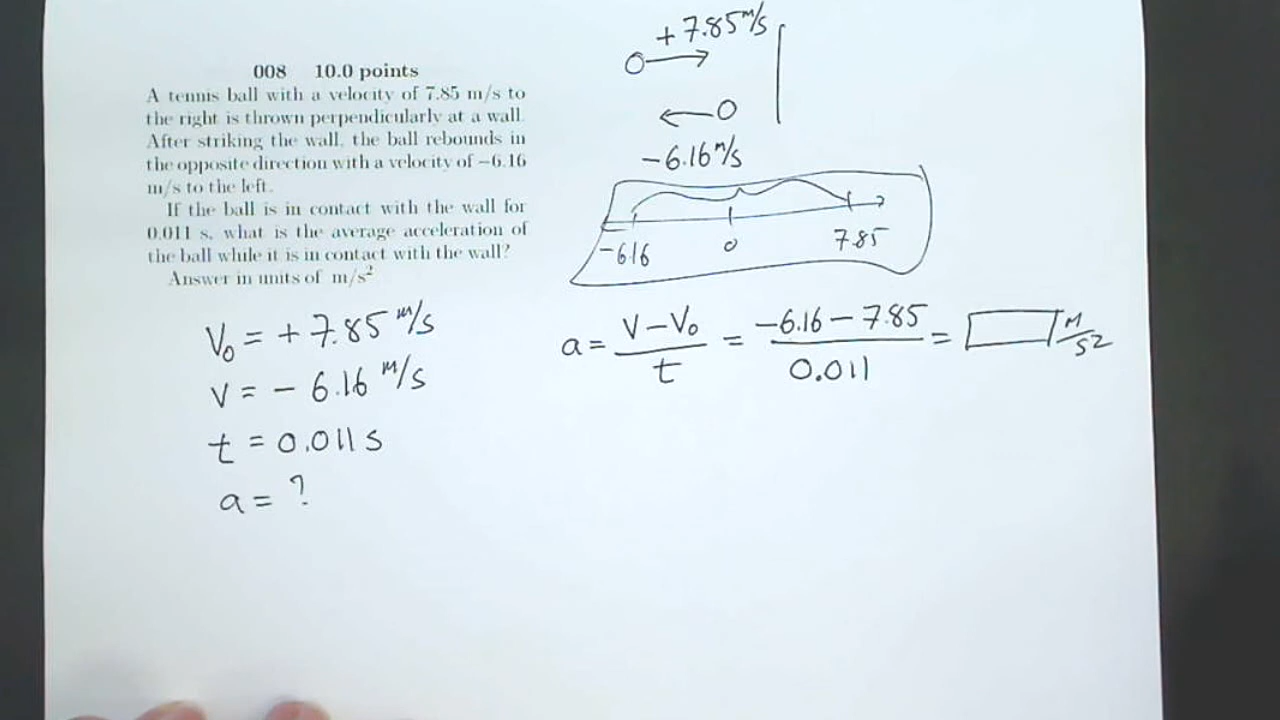 008 10.0 points
A tennis ball with a velocity of 7.85 m/s to
the right is thrown perpendicularly at a wall.
After striking the wall, the ball rebounds in
the opposite direction with a velocity of −6.16
m/s to the left.
If the ball is in contact with the wall for
0.011 s, what is the average acceleration of
the ball while it is in contact with the wall?
Answer in units of m/s²
V₀ = +7.85 m/s
V = − 6.16 m/s
t = 0.011 s
a = ?
+7.85 m/s
−6.16 m/s
−6.16 0 7.85
a = (V − V₀)/t = (−6.16 − 7.85)/0.011 = M/S²